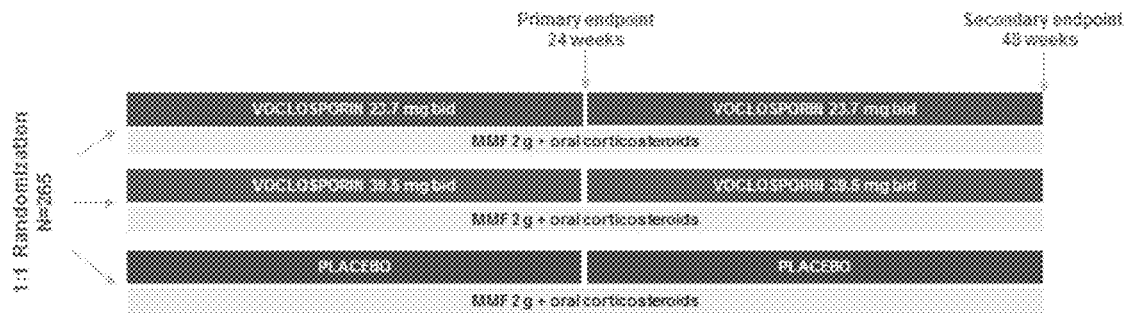 Primary endpoint
24 weeks
Secondary endpoint
48 weeks
1:1 Randomization
N=265
VOCLOSPORIN 23.7 mg bid
VOCLOSPORIN 23.7 mg bid
MMF 2 g + oral corticosteroids
VOCLOSPORIN 39.5 mg bid
VOCLOSPORIN 39.5 mg bid
MMF 2 g + oral corticosteroids
PLACEBO
PLACEBO
MMF 2 g + oral corticosteroids